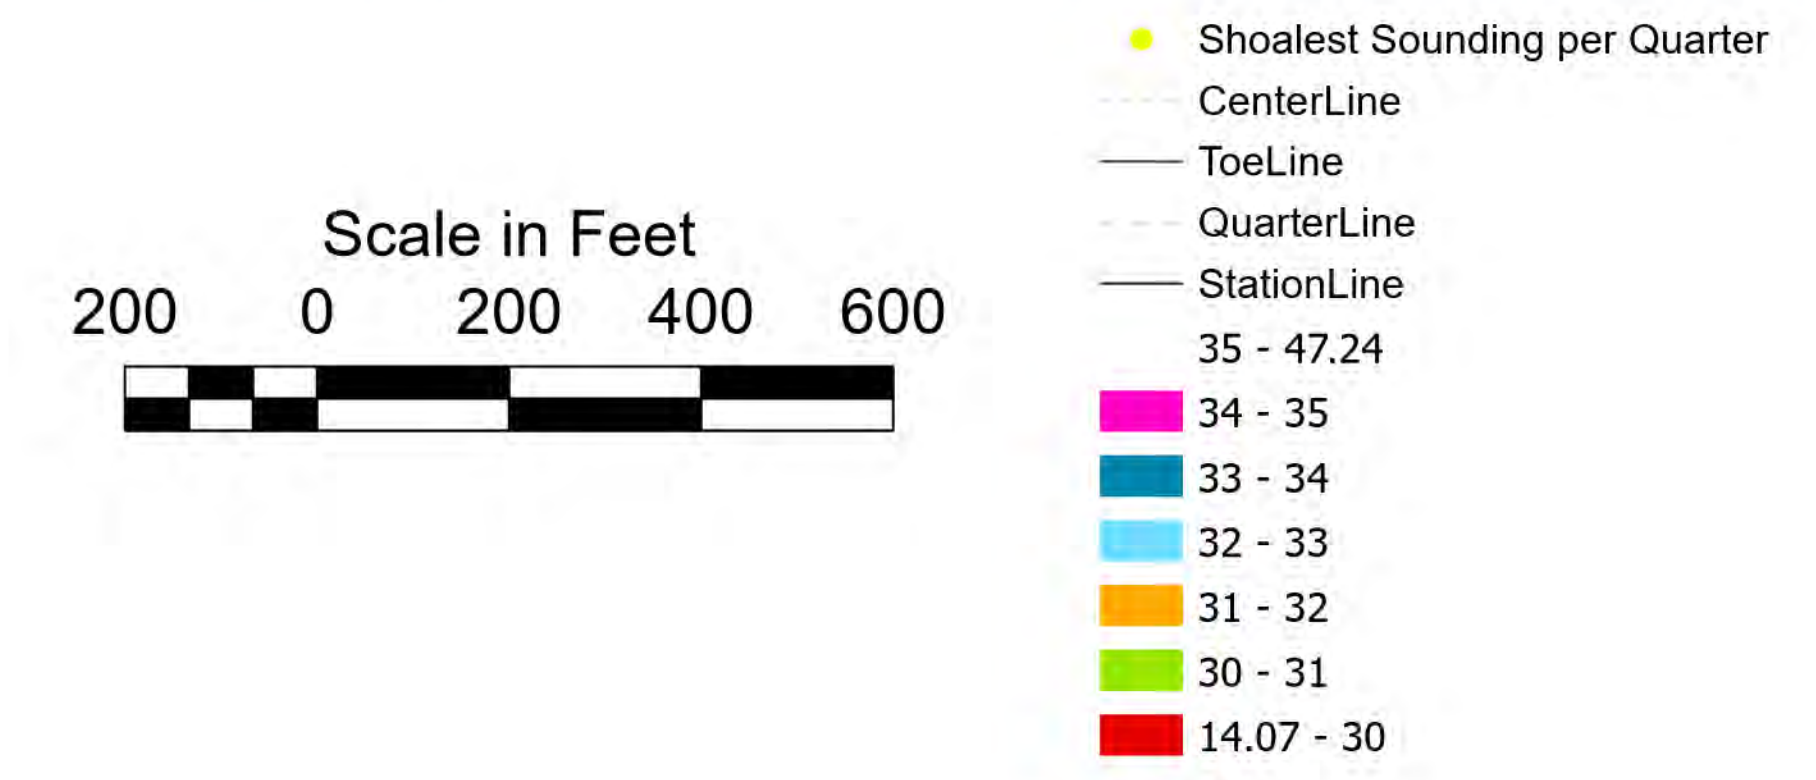 Scale in Feet
200 0 200 400 600
Shoalest Sounding per Quarter
CenterLine
ToeLine
QuarterLine
StationLine
35 - 47.24
34 - 35
33 - 34
32 - 33
31 - 32
30 - 31
14.07 - 30